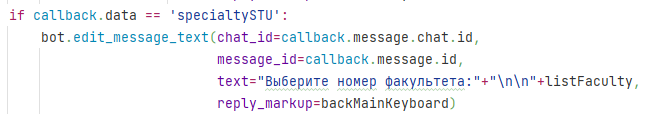 if callback.data == 'specialtySTU':
bot.edit_message_text(chat_id=callback.message.chat.id,
message_id=callback.message.id,
text="Выберите номер факультета:"+"\n\n"+listFaculty,
reply_markup=backMainKeyboard)